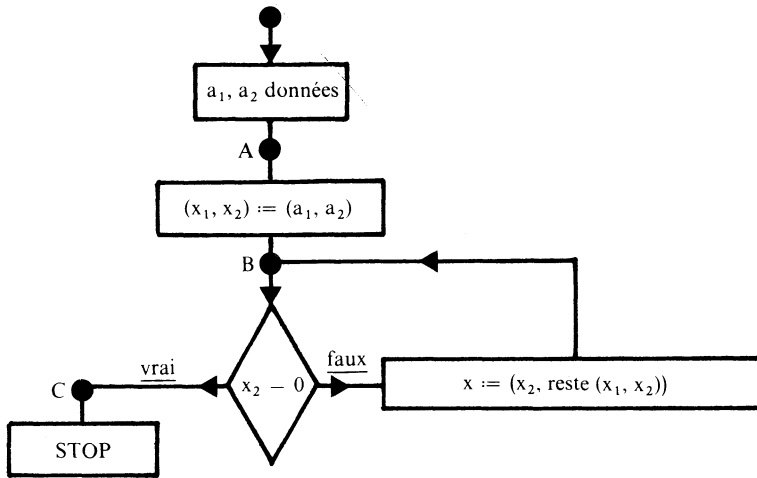 a₁, a₂ données
A
(x₁, x₂) := (a₁, a₂)
B
vrai
x₂ − 0
faux
x := (x₂, reste (x₁, x₂))
C
STOP